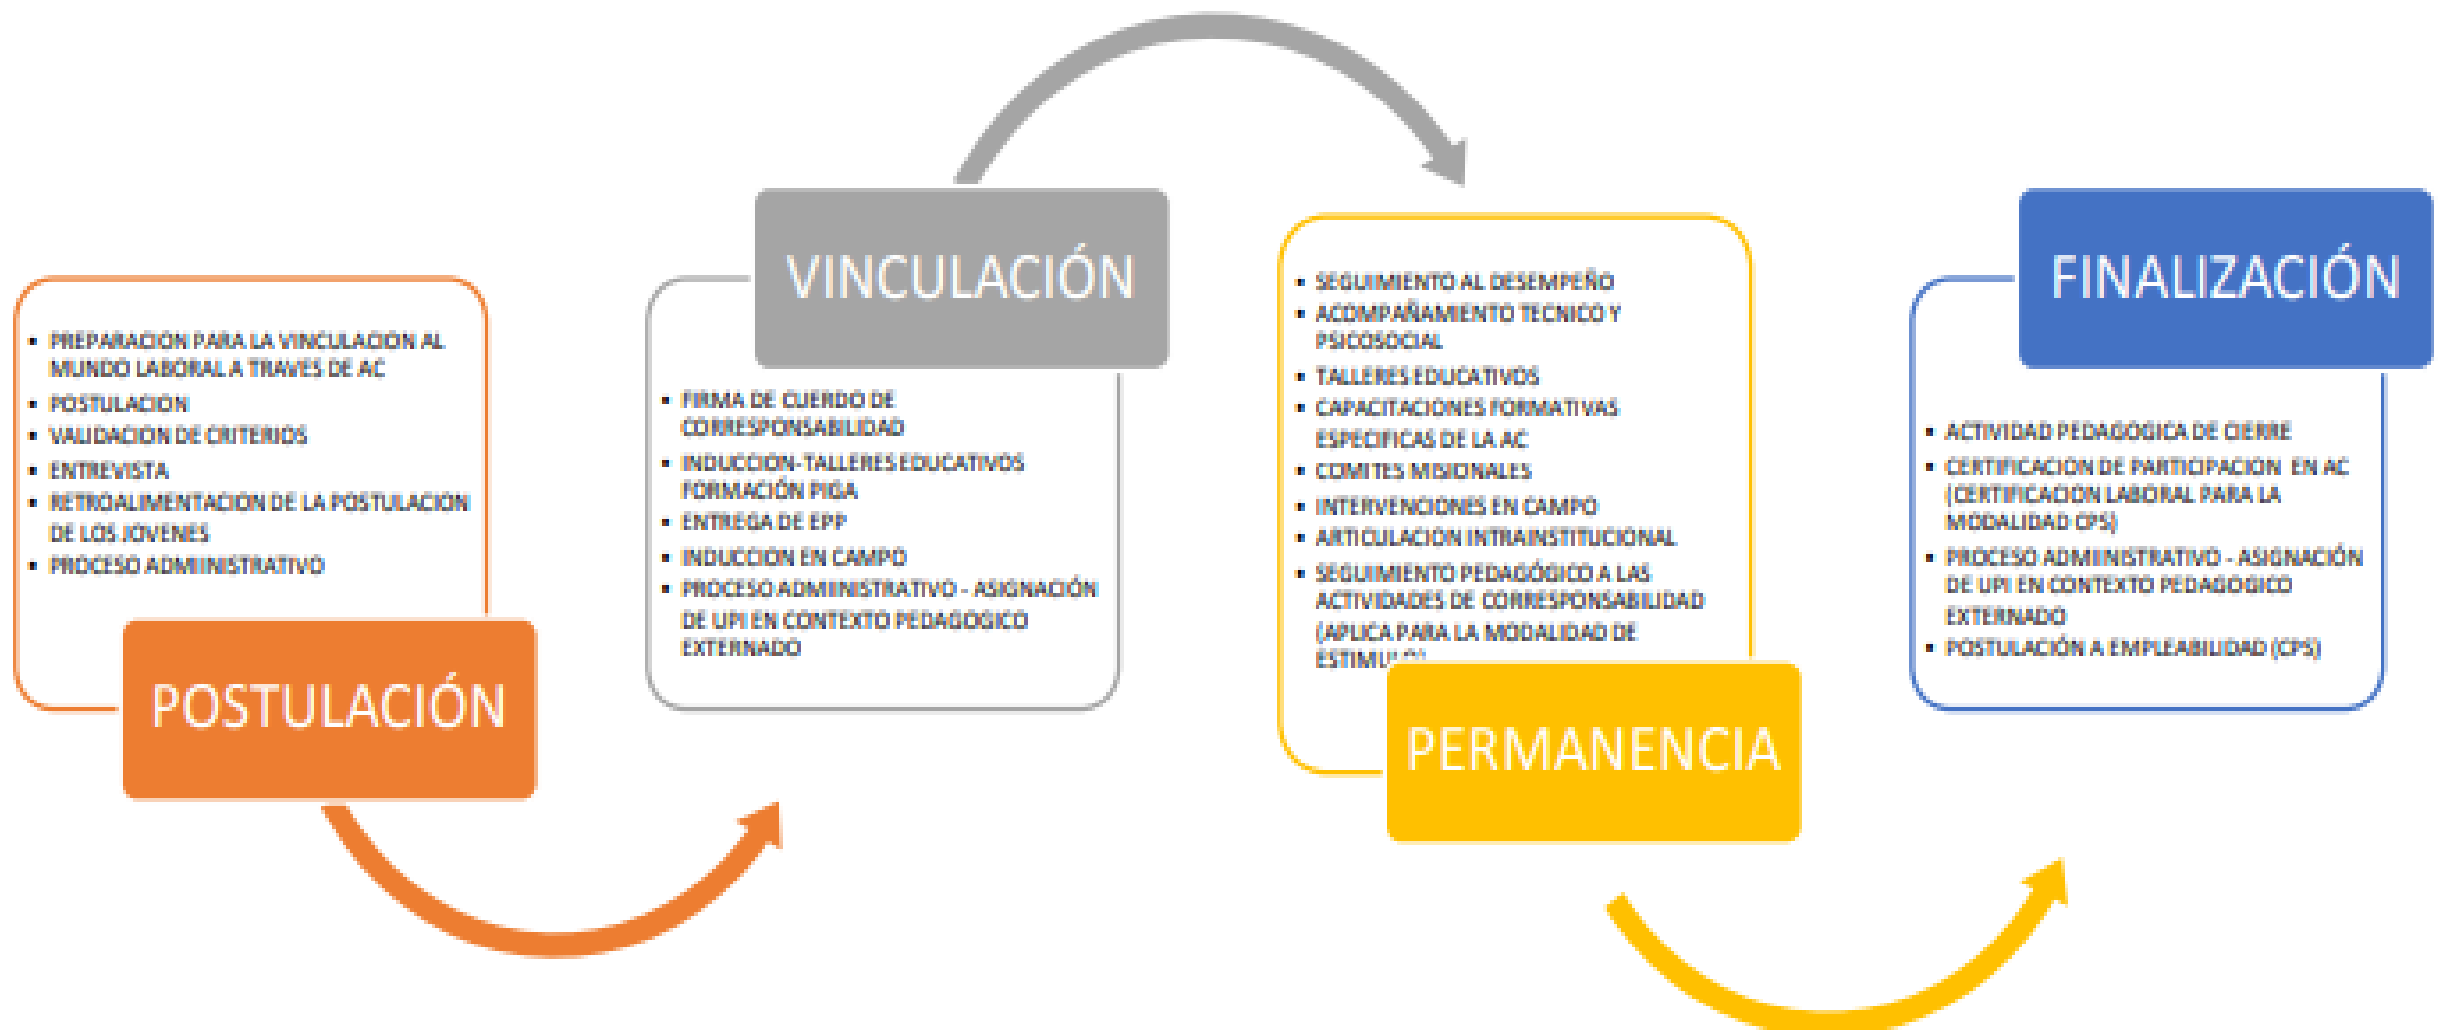 ▪ PREPARACION PARA LA VINCULACION AL
MUNDO LABORAL A TRAVES DE AC
▪ POSTULACION
▪ VALIDACION DE CRITERIOS
▪ ENTREVISTA
▪ RETROALIMENTACION DE LA POSTULACION
DE LOS JOVENES
▪ PROCESO ADMIINISTRATIVO
POSTULACIÓN
VINCULACIÓN
▪ FIRMA DE CUERDO DE
CORRESPONSABILIDAD
▪ INDUCCION-TALLERES EDUCATIVOS
FORMACIÓN PIGA
▪ ENTREGA DE EPP
▪ INDUCCION EN CAMPO
▪ PROCESO ADMIINISTRATIVO - ASIGNACIÓN
DE UPI EN CONTEXTO PEDAGOGICO
EXTERNADO
▪ SEGUIMIENTO AL DESEMPEÑO
▪ ACOMPAÑAMIENTO TECNICO Y
PSICOSOCIAL
▪ TALLERES EDUCATIVOS
▪ CAPACITACIONES FORMATIVAS
ESPECIFICAS DE LA AC
▪ COMITES MISIONALES
▪ INTERVENCIONES EN CAMPO
▪ ARTICULACION INTRAINSTITUCIONAL
▪ SEGUIMIENTO PEDAGÓGICO A LAS
ACTIVIDADES DE CORRESPONSABILIDAD
(APLICA PARA LA MODALIDAD DE
ESTIMULO)
PERMANENCIA
FINALIZACIÓN
▪ ACTIVIDAD PEDAGOGICA DE CIERRE
▪ CERTIFICACION DE PARTICIPACION EN AC
(CERTIFICACION LABORAL PARA LA
MODALIDAD CPS)
▪ PROCESO ADMIINISTRATIVO - ASIGNACIÓN
DE UPI EN CONTEXTO PEDAGOGICO
EXTERNADO
▪ POSTULACIÓN A EMPLEABILIDAD (CPS)